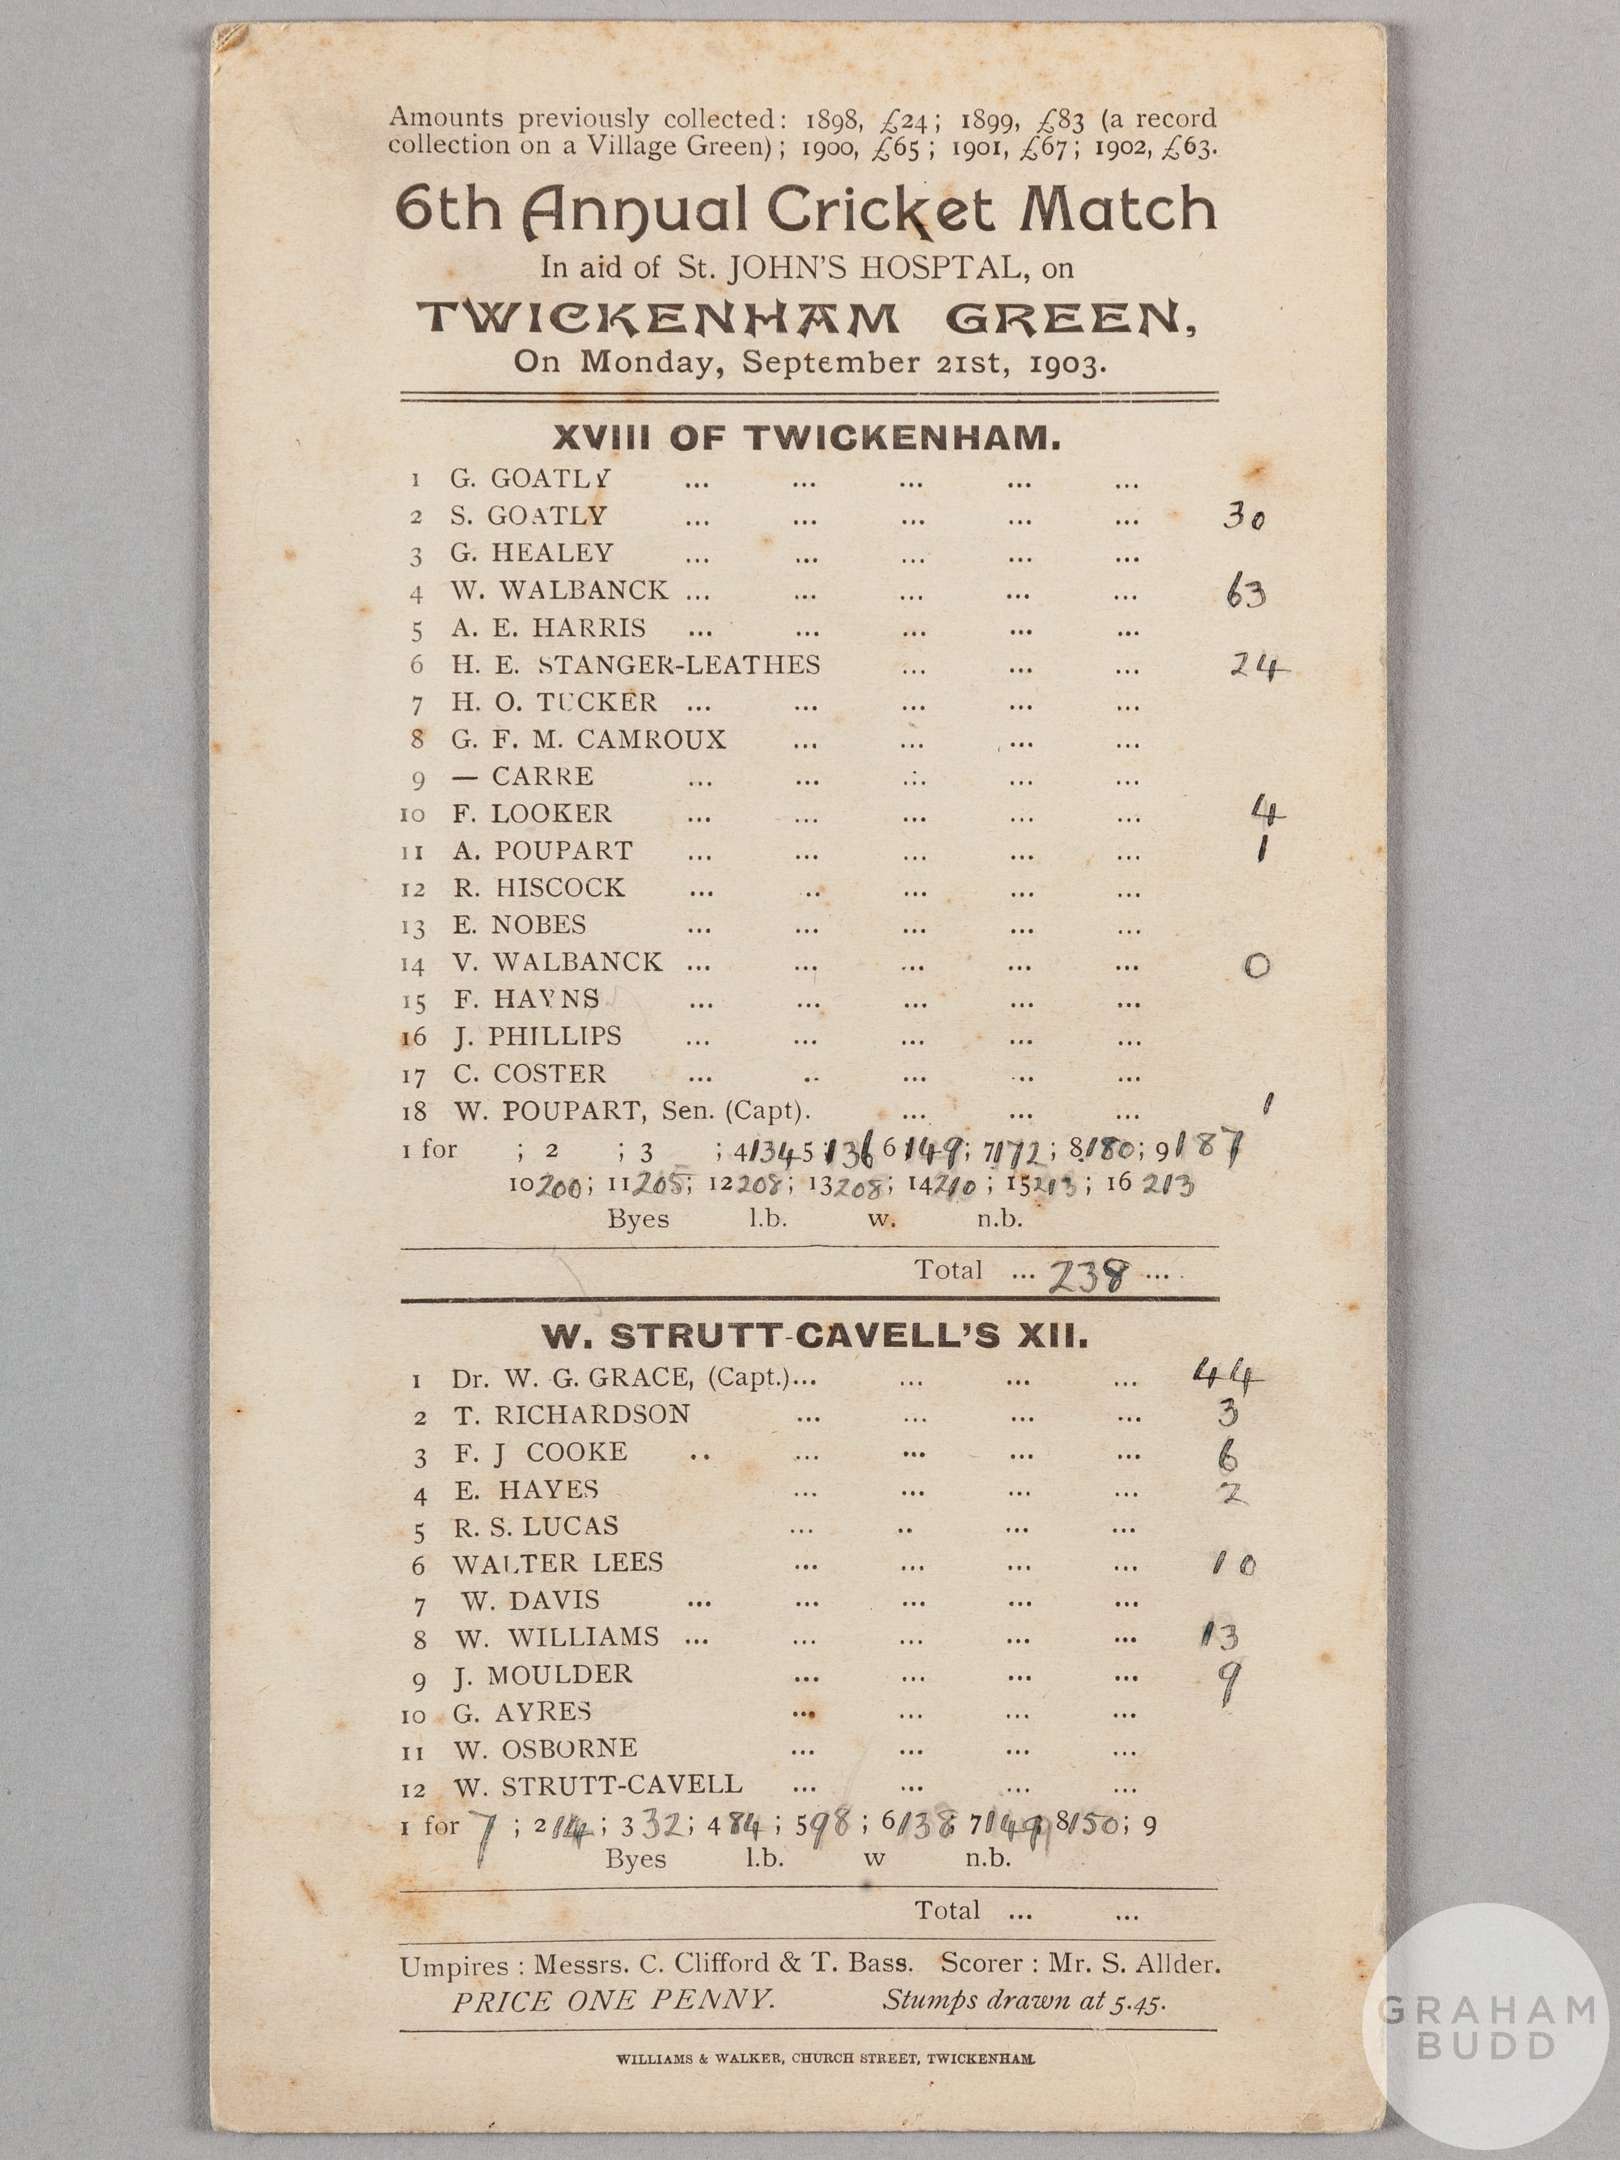 Amounts previously collected: 1898, £24; 1899, £83 (a record
collection on a Village Green); 1900, £65; 1901, £67; 1902, £63.
6th Annual Cricket Match
In aid of St. JOHN'S HOSPTAL, on
TWICKENHAM GREEN,
On Monday, September 21st, 1903.
XVIII OF TWICKENHAM.
1 G. GOATLY ... ... ... ... ...
2 S. GOATLY ... ... ... ... ... 30
3 G. HEALEY ... ... ... ... ...
4 W. WALBANCK ... ... ... ... ... 63
5 A. E. HARRIS ... ... ... ... ...
6 H. E. STANGER-LEATHES ... ... ... 24
7 H. O. TUCKER ... ... ... ... ...
8 G. F. M. CAMROUX ... ... ... ...
9 — CARRE ... ... ... ... ...
10 F. LOOKER ... ... ... ... ... 4
11 A. POUPART ... ... ... ... ... 1
12 R. HISCOCK ... .. ... ... ...
13 E. NOBES ... ... ... ... ...
14 V. WALBANCK ... ... ... ... ... 0
15 F. HAYNS ... ... ... ... ...
16 J. PHILLIPS ... ... ... ... ...
17 C. COSTER ... .. ... ... ...
18 W. POUPART, Sen. (Capt). ... ... ... 1
1 for ; 2 ; 3 ; 4 134 5 136 6 149; 7 172; 8 180; 9 187
10 200; 11 205; 12 208; 13 208; 14 210; 15 213; 16 213
Byes l.b. w. n.b.
Total ... 238 ...
W. STRUTT-CAVELL'S XII.
1 Dr. W. G. GRACE, (Capt.)... ... ... ... 44
2 T. RICHARDSON ... ... ... ... 3
3 F. J COOKE .. ... ... ... ... 6
4 E. HAYES ... ... ... ... 2
5 R. S. LUCAS ... .. ... ...
6 WALTER LEES ... ... ... ... 10
7 W. DAVIS ... ... ... ... ...
8 W. WILLIAMS ... ... ... ... ... 13
9 J. MOULDER ... ... ... ... 9
10 G. AYRES ... ... ... ...
11 W. OSBORNE ... ... ... ...
12 W. STRUTT-CAVELL ... ... ... ...
1 for 7 ; 2 14; 3 32; 4 84; 5 98; 6 138 7 149 8 150; 9
Byes l.b. w n.b.
Total ... ...
Umpires : Messrs. C. Clifford & T. Bass. Scorer : Mr. S. Allder.
PRICE ONE PENNY. Stumps drawn at 5.45.
WILLIAMS & WALKER, CHURCH STREET, TWICKENHAM.
GRAHAM
BUDD